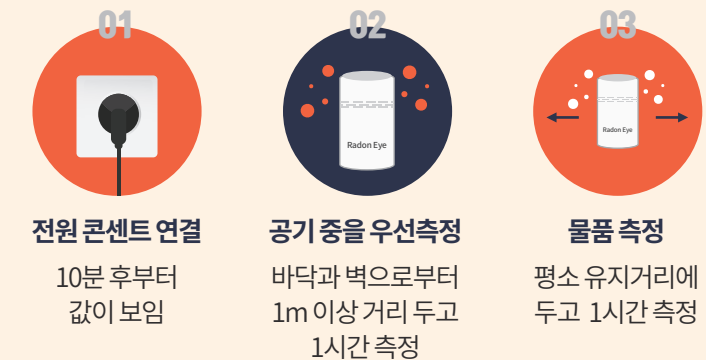 01
전원 콘센트 연결
10분 후부터
값이 보임
02
Radon Eye
공기 중을 우선측정
바닥과 벽으로부터
1m 이상 거리 두고
1시간 측정
03
Radon Eye
물품 측정
평소 유지거리에
두고 1시간 측정